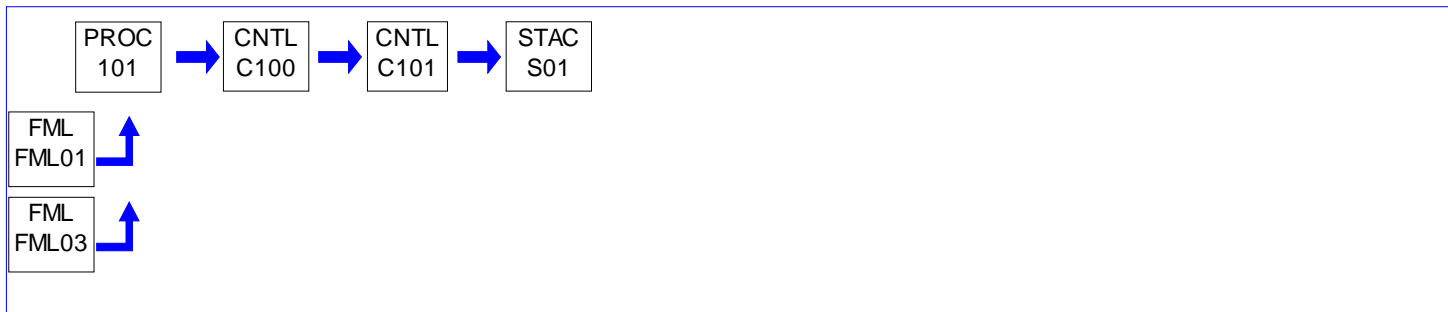 PROC
101
CNTL
C100
CNTL
C101
STAC
S01
FML
FML01
FML
FML03